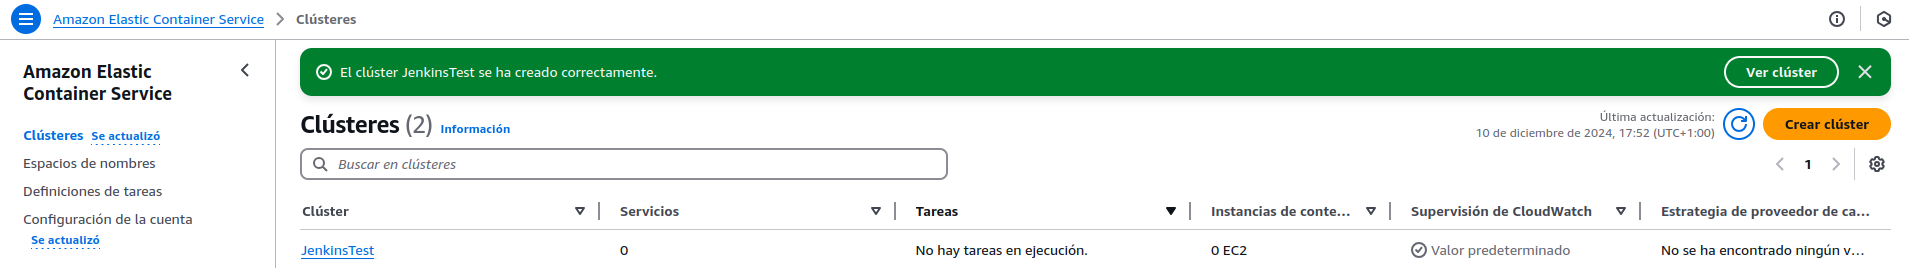 Amazon Elastic Container Service > Clústeres
Amazon Elastic
Container Service
Clústeres Se actualizó
Espacios de nombres
Definiciones de tareas
Configuración de la cuenta
Se actualizó
El clúster JenkinsTest se ha creado correctamente.
Ver clúster
Clústeres (2) Información
Última actualización:
10 de diciembre de 2024, 17:52 (UTC+1:00)
Crear clúster
Buscar en clústeres
1
Clúster Servicios Tareas Instancias de conte... Supervisión de CloudWatch Estrategia de proveedor de ca...
JenkinsTest 0 No hay tareas en ejecución. 0 EC2 Valor predeterminado No se ha encontrado ningún v...